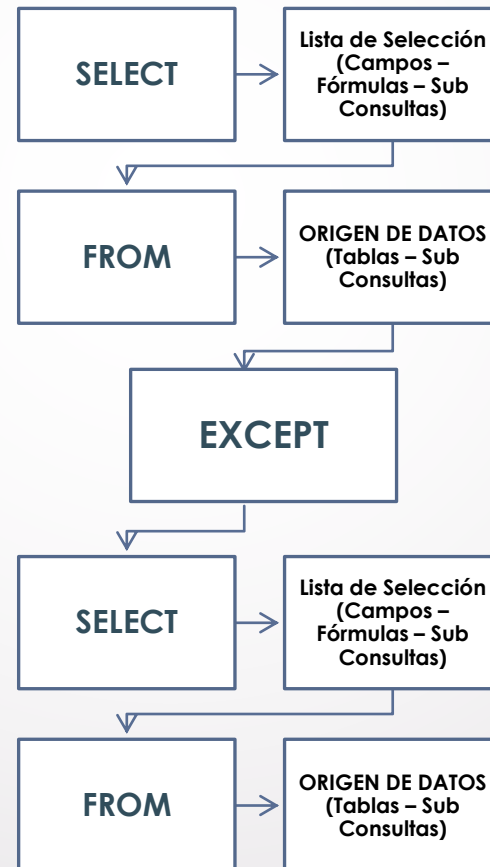 SELECT
Lista de Selección
(Campos –
Fórmulas – Sub
Consultas)
FROM
ORIGEN DE DATOS
(Tablas – Sub
Consultas)
EXCEPT
SELECT
Lista de Selección
(Campos –
Fórmulas – Sub
Consultas)
FROM
ORIGEN DE DATOS
(Tablas – Sub
Consultas)